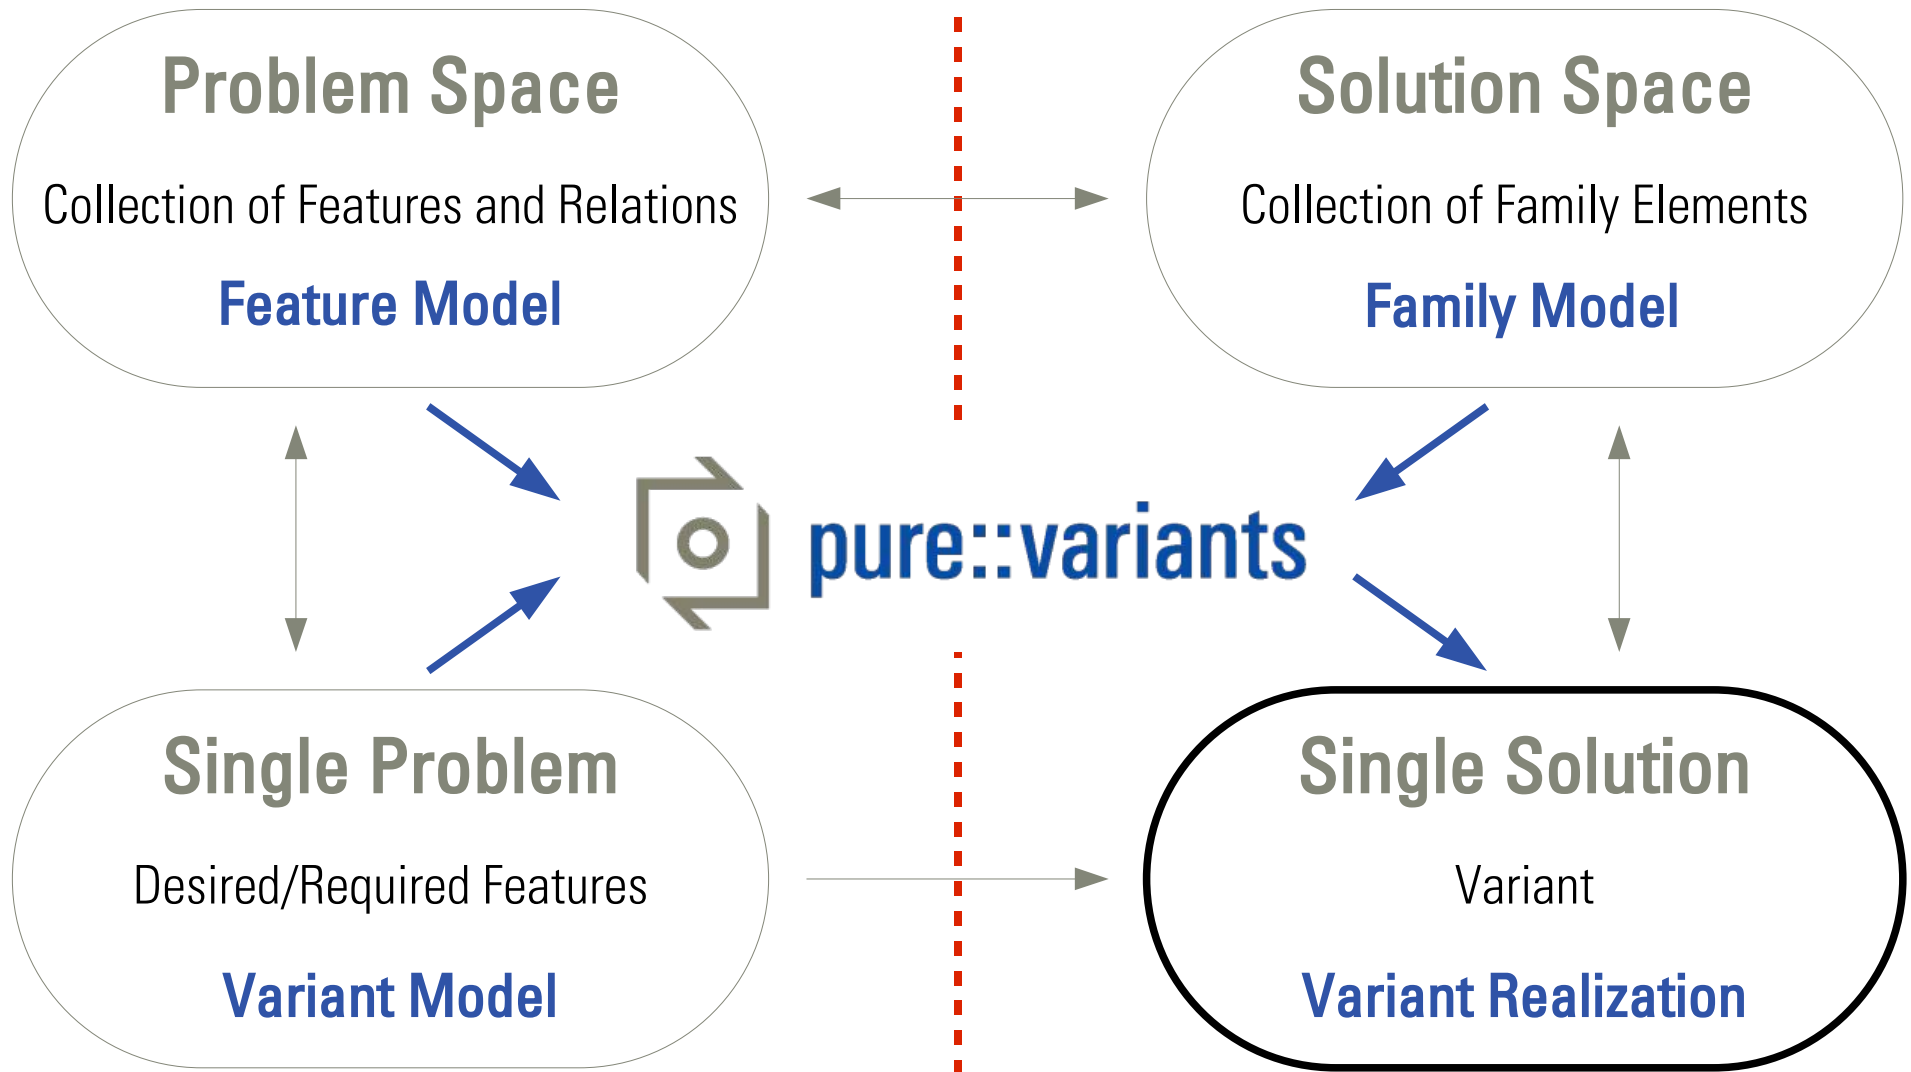 Problem Space
Collection of Features and Relations
Feature Model
Solution Space
Collection of Family Elements
Family Model
pure::variants
Single Problem
Desired/Required Features
Variant Model
Single Solution
Variant
Variant Realization